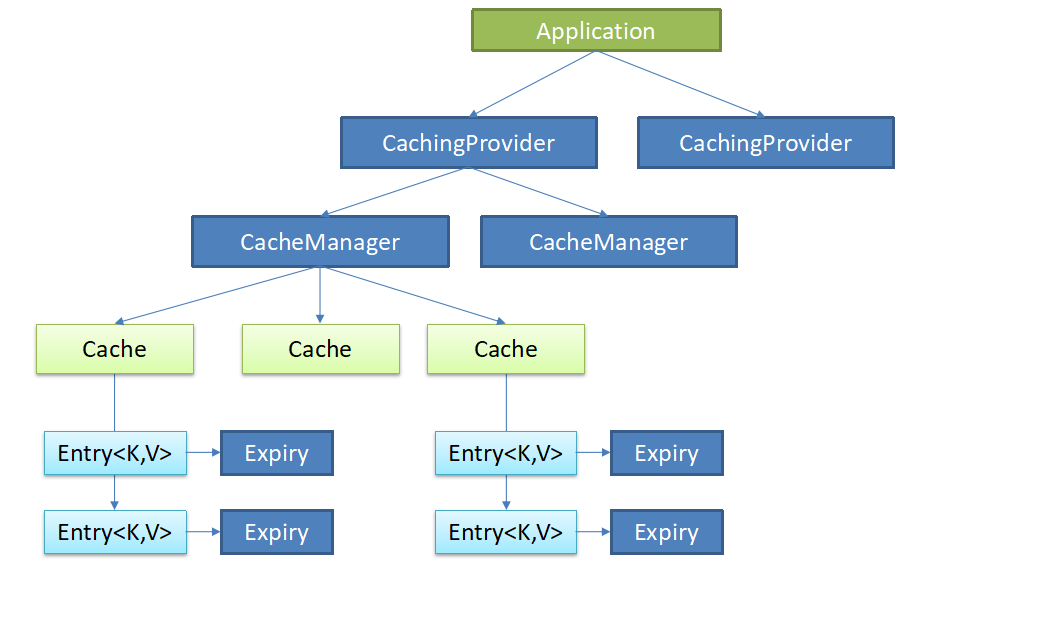 Application
CachingProvider
CachingProvider
CacheManager
CacheManager
Cache
Cache
Cache
Entry<K,V>
Expiry
Entry<K,V>
Expiry
Entry<K,V>
Expiry
Entry<K,V>
Expiry